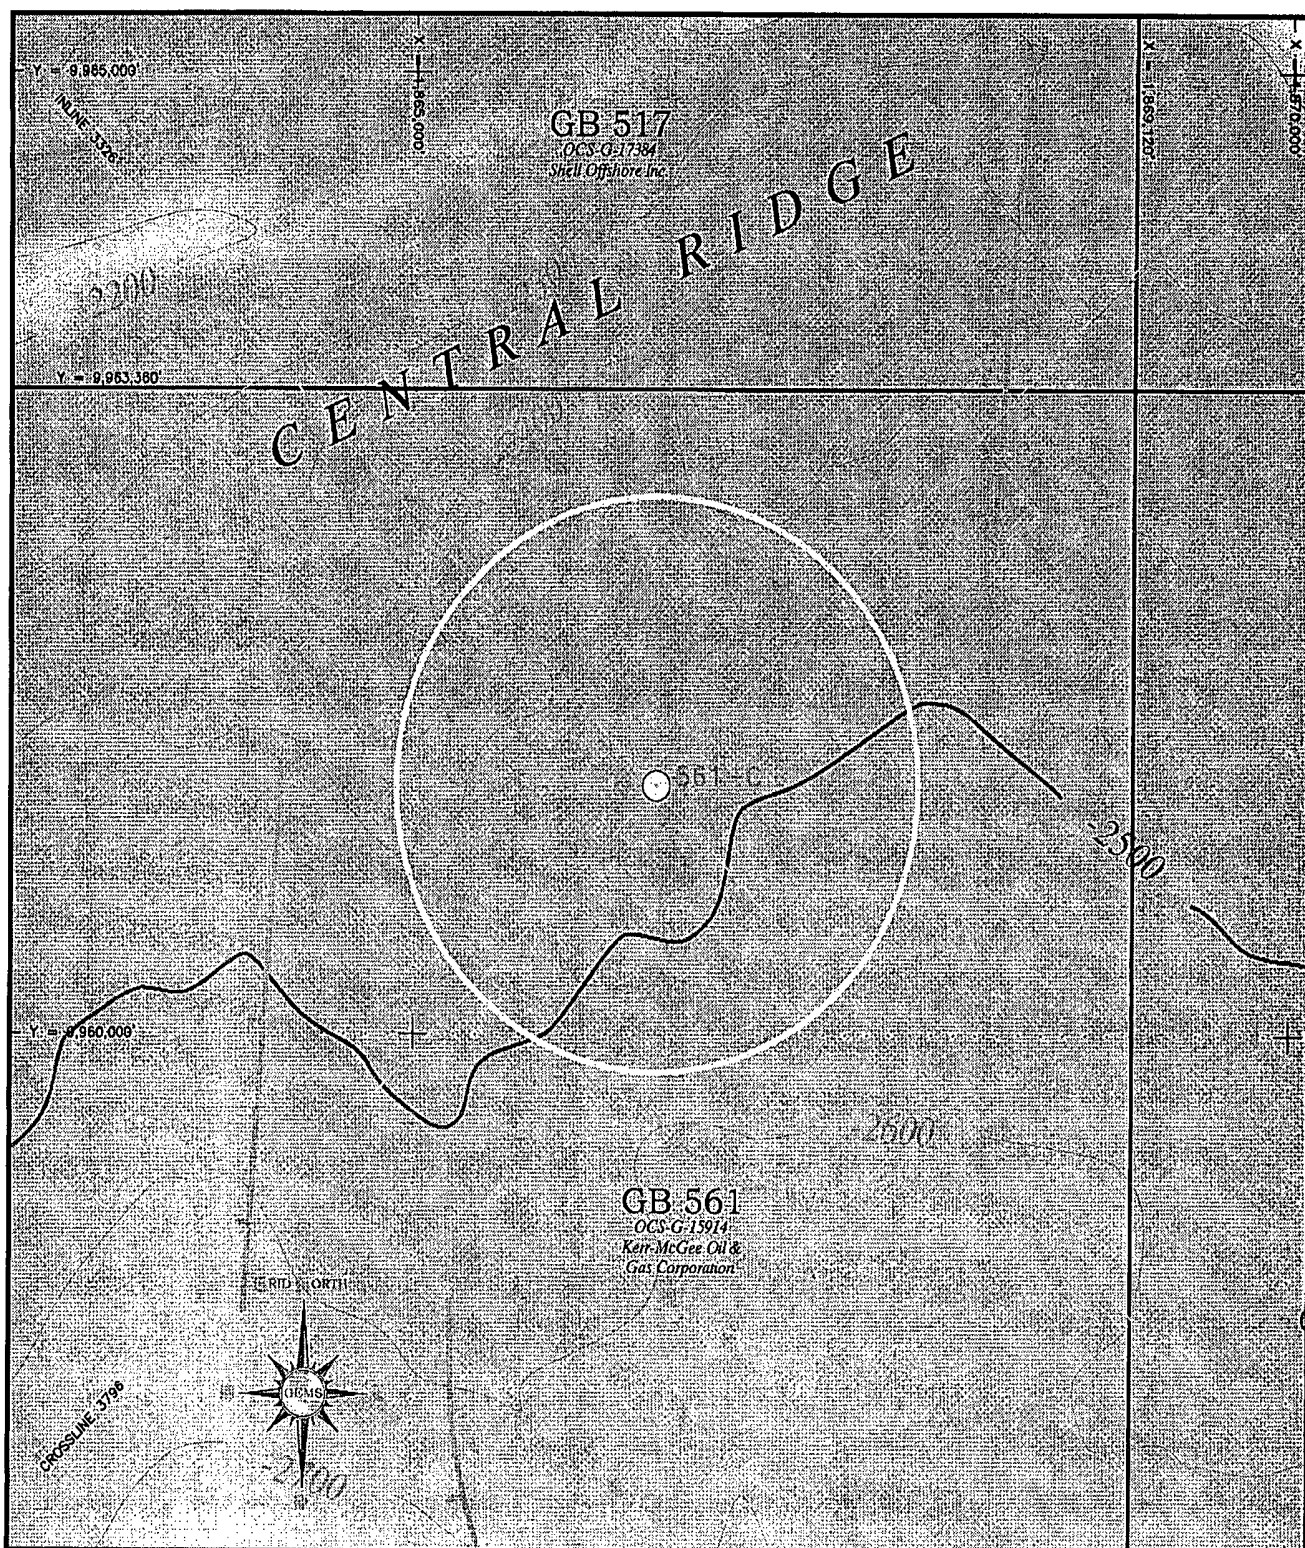 Y = 9,965,000'
X = 1,865,000'
X = 1,869,120'
X = 1,870,000'
INLINE 3326
GB 517
OCS-G-17384
Shell Offshore Inc.
CENTRAL RIDGE
-2200
Y = 9,963,360'
561-C
-2500
Y = 9,960,000'
-2600
GB 561
OCS-G-15914
Kerr-McGee Oil &
Gas Corporation
GRID NORTH
GEMS
CROSSLINE 3796
-2700